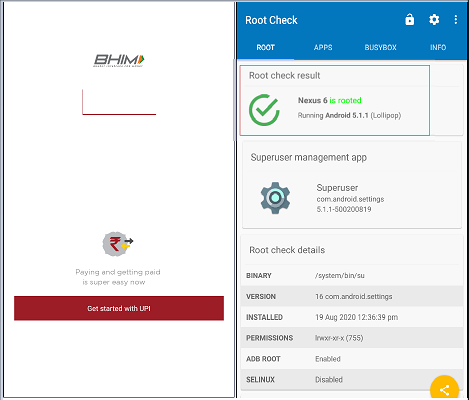 BHIM
Paying and getting paid
is super easy now
Get started with UPI
Root Check
ROOT
APPS
BUSYBOX
INFO
Root check result
Nexus 6 is rooted
Running Android 5.1.1 (Lollipop)
Superuser management app
Superuser
com.android.settings
5.1.1-500200819
Root check details
BINARY /system/bin/su
VERSION 16 com.android.settings
INSTALLED 19 Aug 2020 12:36:39 pm
PERMISSIONS lrwxr-xr-x (755)
ADB ROOT Enabled
SELINUX Disabled